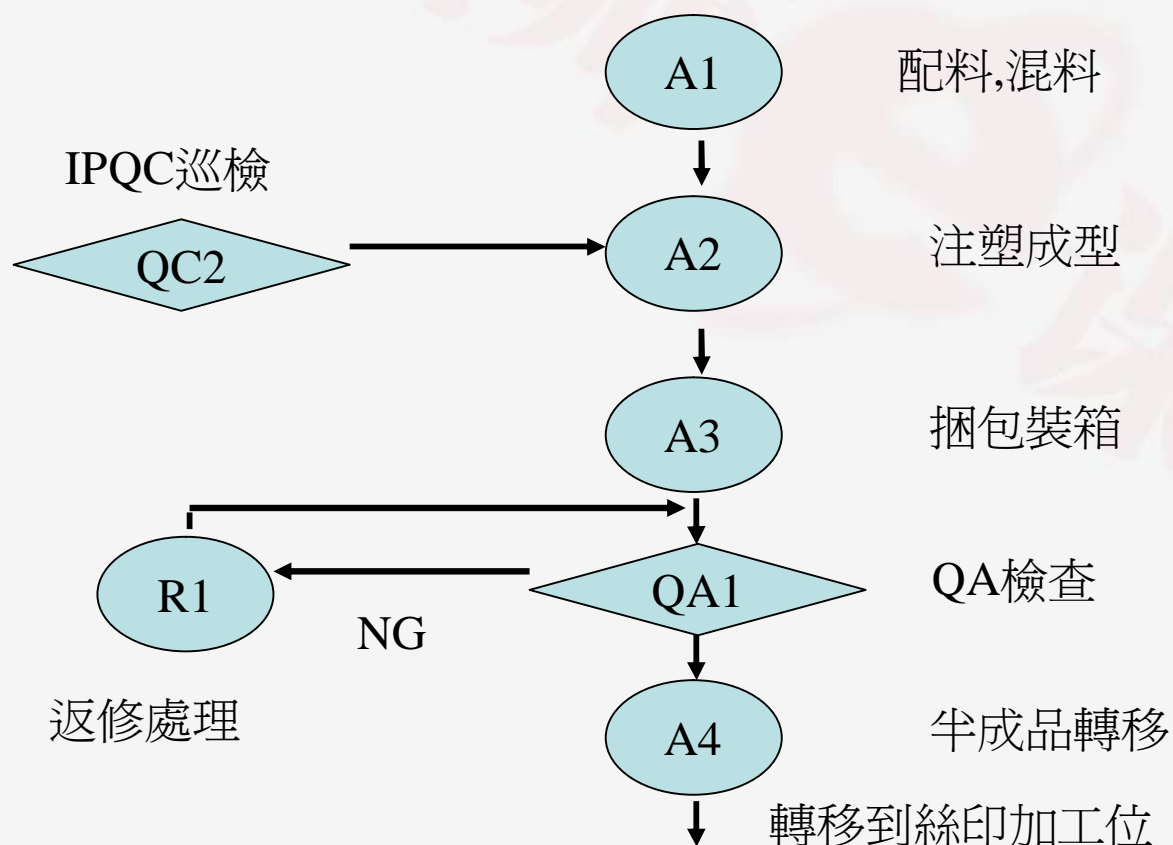 A1
配料,混料
IPQC巡檢
QC2
A2
注塑成型
A3
捆包裝箱
R1
NG
QA1
QA檢查
返修處理
A4
半成品轉移
轉移到絲印加工位